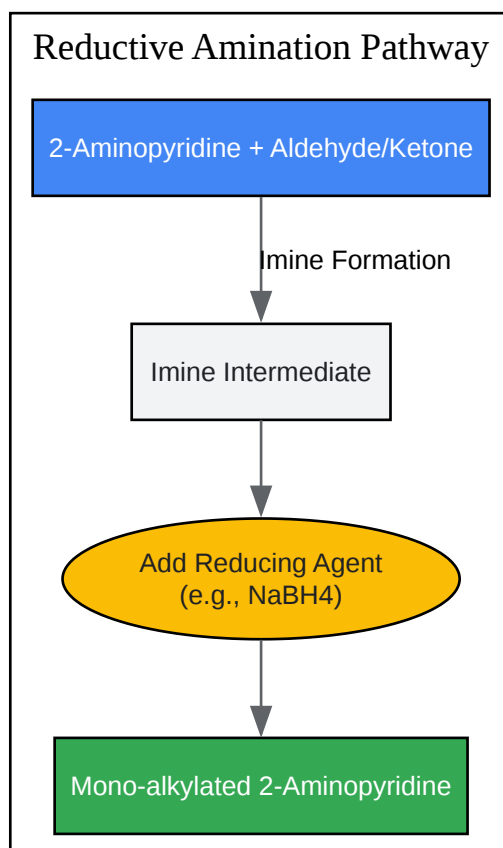 Reductive Amination Pathway
2-Aminopyridine + Aldehyde/Ketone
Imine Formation
Imine Intermediate
Add Reducing Agent
(e.g., NaBH4)
Mono-alkylated 2-Aminopyridine